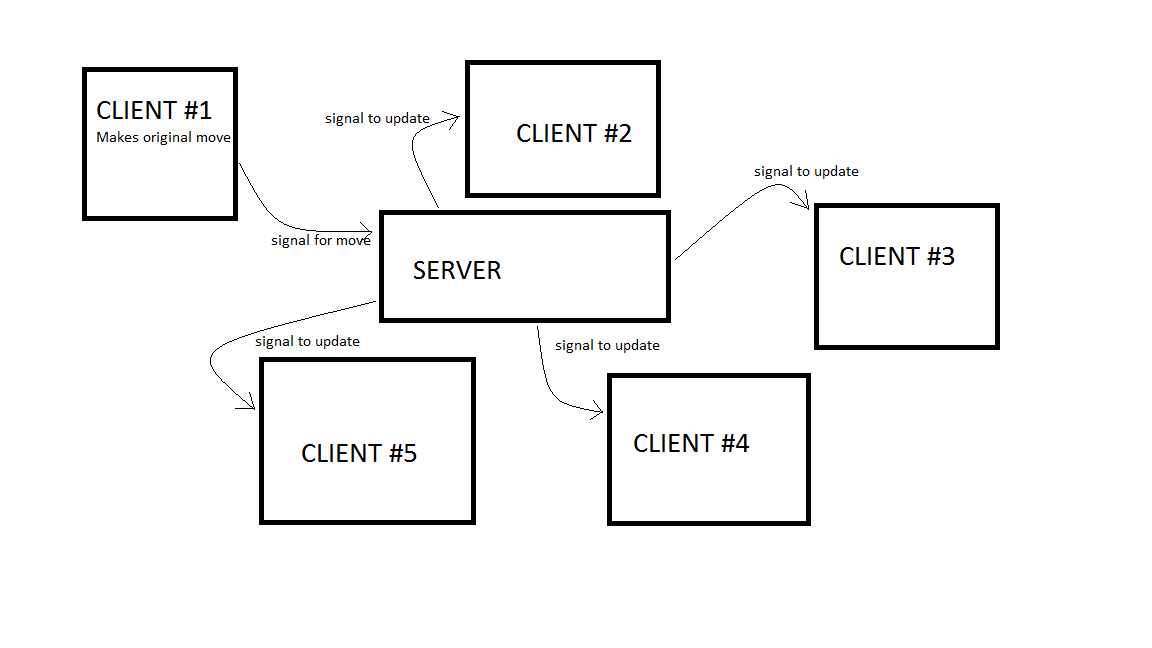 CLIENT #1
Makes original move
signal to update
CLIENT #2
signal to update
signal for move
SERVER
CLIENT #3
signal to update
signal to update
CLIENT #5
CLIENT #4